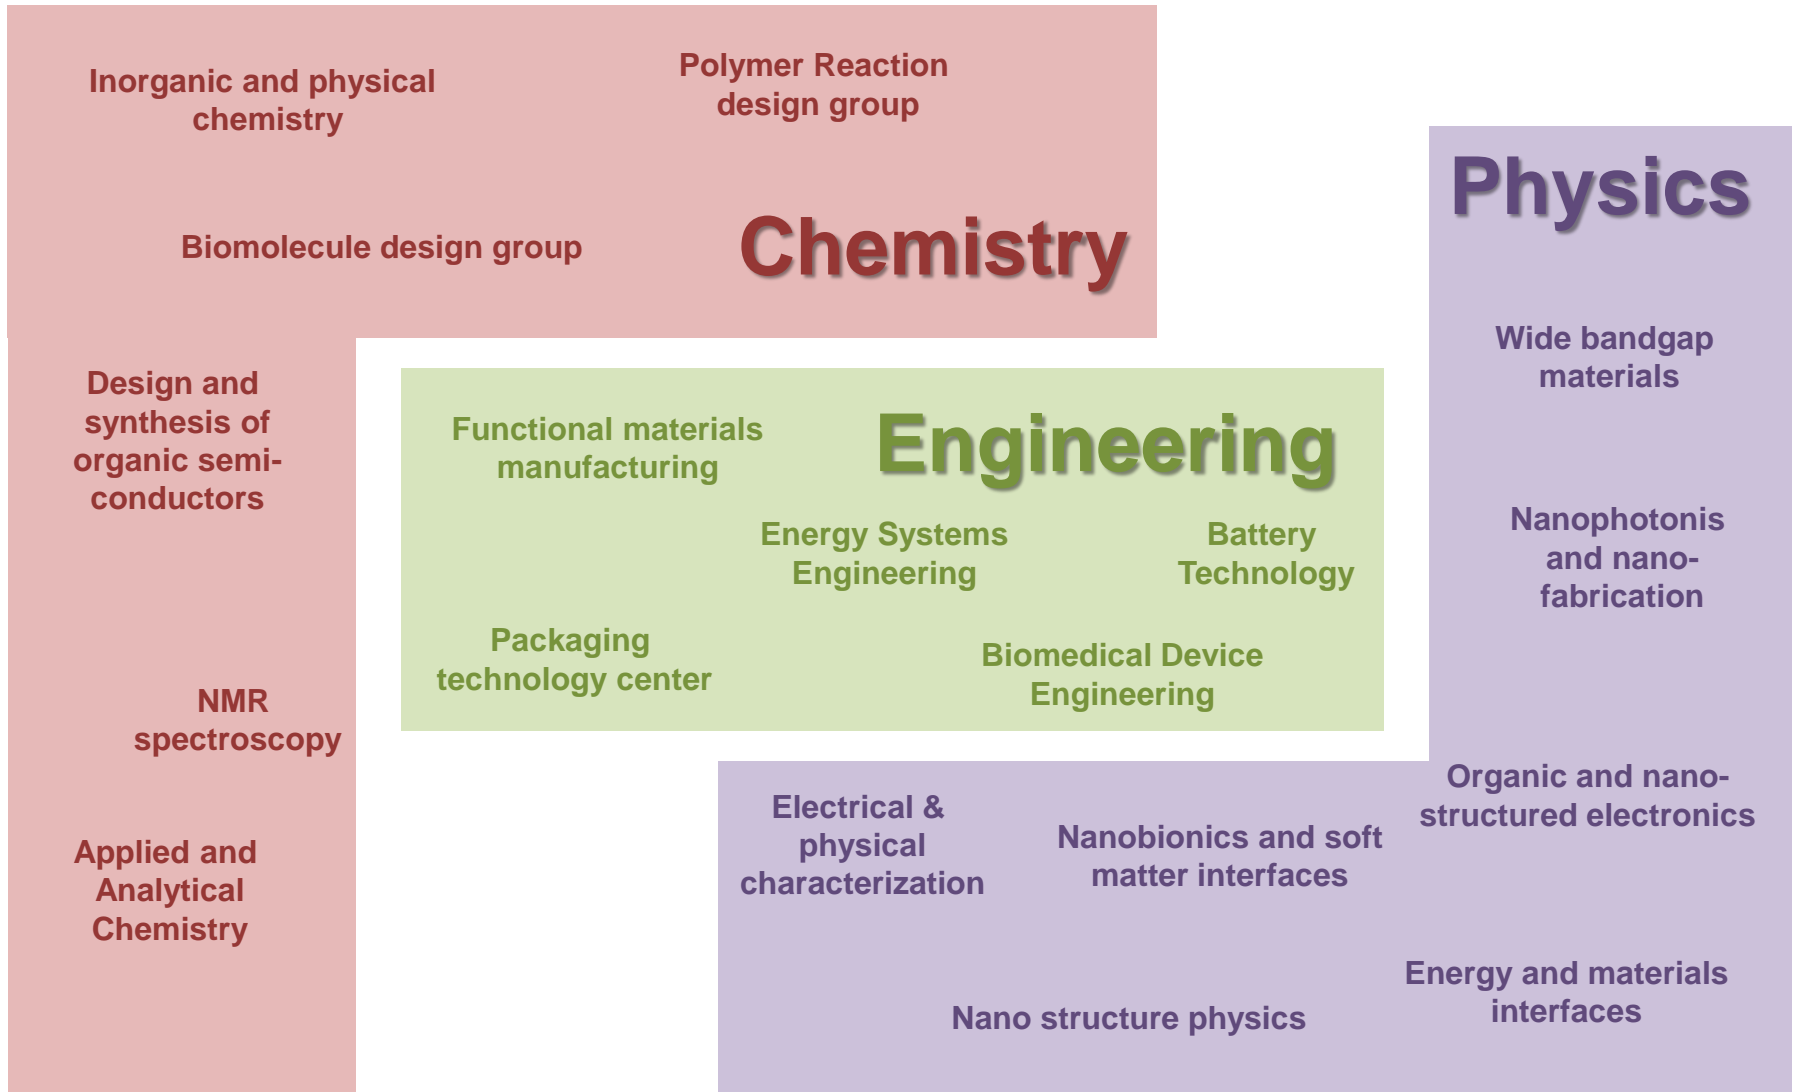 Inorganic and physical
chemistry
Polymer Reaction
design group
Biomolecule design group
Chemistry
Design and
synthesis of
organic semi-
conductors
NMR
spectroscopy
Applied and
Analytical
Chemistry
Engineering
Functional materials
manufacturing
Energy Systems
Engineering
Battery
Technology
Packaging
technology center
Biomedical Device
Engineering
Physics
Wide bandgap
materials
Nanophotonis
and nano-
fabrication
Organic and nano-
structured electronics
Electrical &
physical
characterization
Nanobionics and soft
matter interfaces
Energy and materials
interfaces
Nano structure physics